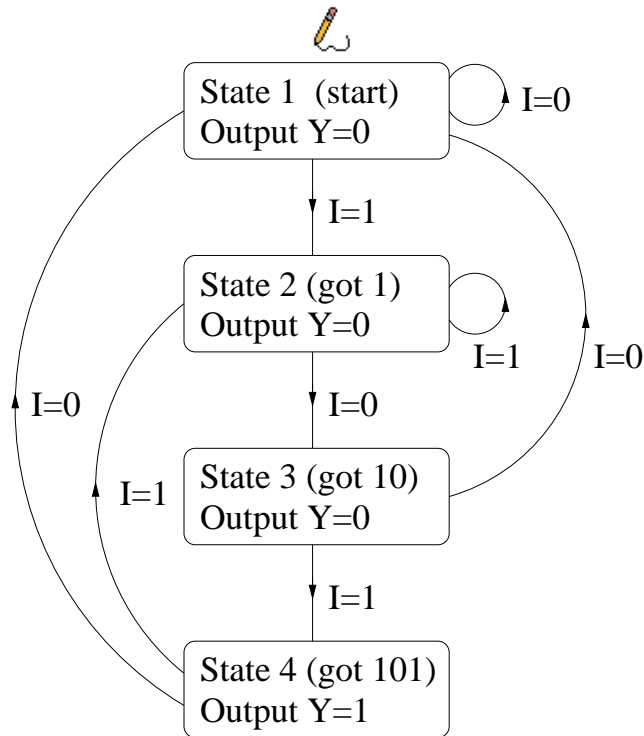 State 1 (start)
Output Y=0
I=0
I=1
State 2 (got 1)
Output Y=0
I=1
I=0
I=0
I=0
State 3 (got 10)
Output Y=0
I=1
I=1
State 4 (got 101)
Output Y=1